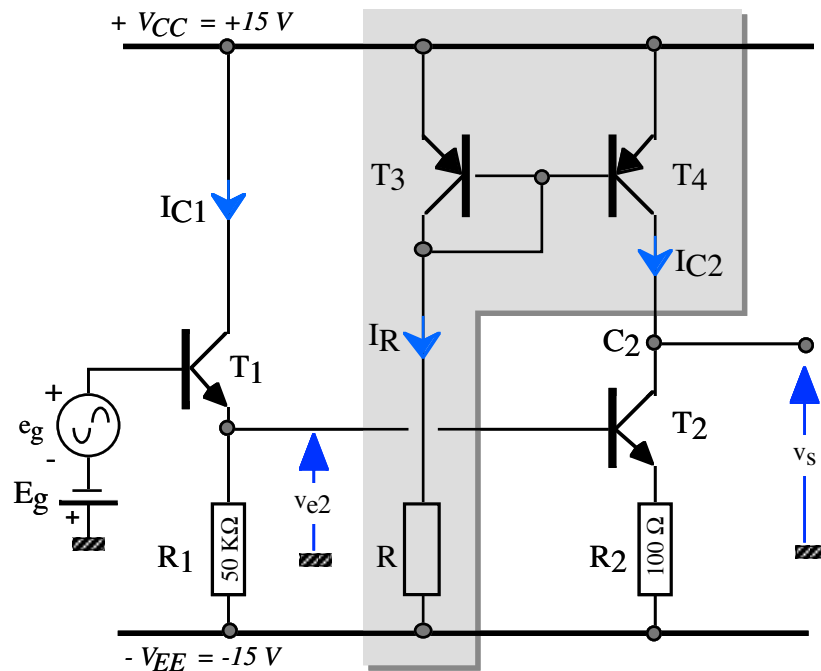 + VCC = +15 V
T3
T4
IC1
IC2
IR
C2
T1
T2
+
eg
-
Eg
+
ve2
vs
R1
50 KΩ
R
R2
100 Ω
- VEE = -15 V